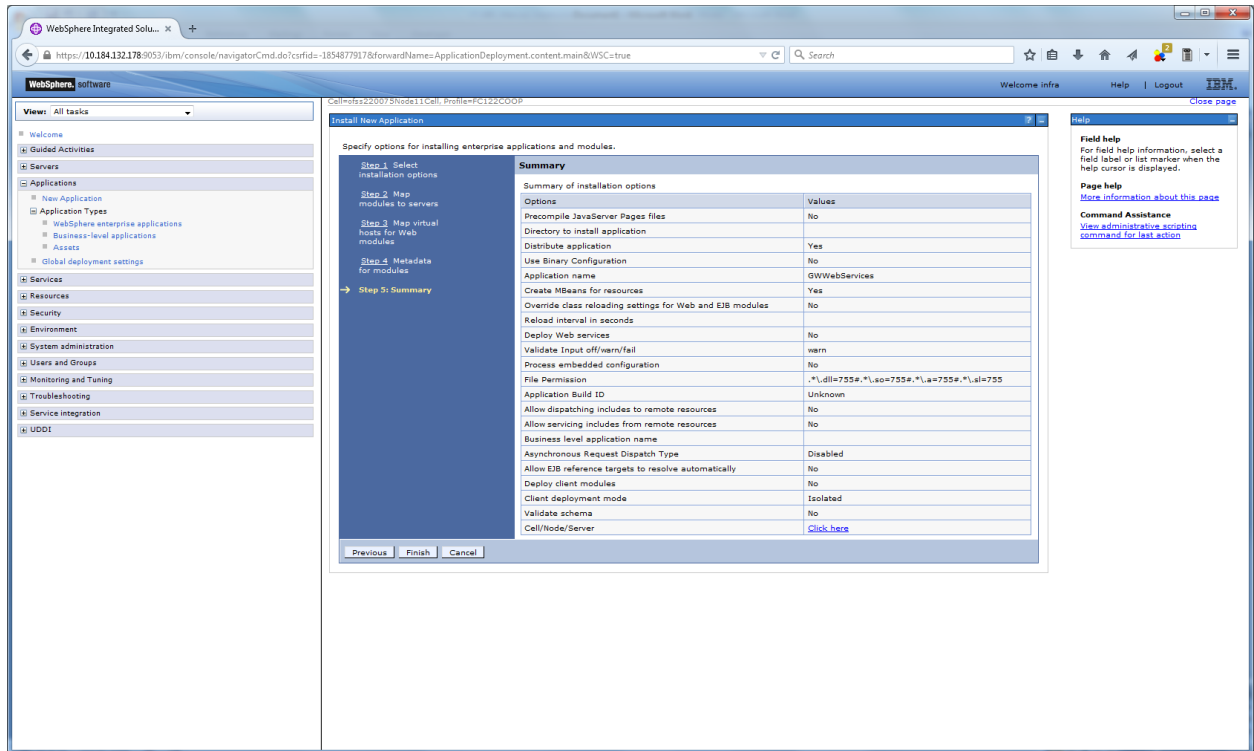 WebSphere Integrated Solu... × +
https://10.184.132.178:9053/ibm/console/navigatorCmd.do?csrfid=-1854877917&forwardName=ApplicationDeployment.content.main&WSC=true
Search
2
WebSphere. software
Welcome infra
Help | Logout
IBM.
View: All tasks
Welcome
Guided Activities
Servers
Applications
New Application
Application Types
WebSphere enterprise applications
Business-level applications
Assets
Global deployment settings
Services
Resources
Security
Environment
System administration
Users and Groups
Monitoring and Tuning
Troubleshooting
Service integration
UDDI
Cell=ofss220075Node11Cell, Profile=FC122COOP
Close page
Install New Application
Specify options for installing enterprise applications and modules.
Step 1 Select
installation options
Step 2 Map
modules to servers
Step 3 Map virtual
hosts for Web
modules
Step 4 Metadata
for modules
Step 5: Summary
Summary
Summary of installation options
Options Values
Precompile JavaServer Pages files No
Directory to install application
Distribute application Yes
Use Binary Configuration No
Application name GWWebServices
Create MBeans for resources Yes
Override class reloading settings for Web and EJB modules No
Reload interval in seconds
Deploy Web services No
Validate Input off/warn/fail warn
Process embedded configuration No
File Permission .*\.dll=755#.*\.so=755#.*\.a=755#.*\.sl=755
Application Build ID Unknown
Allow dispatching includes to remote resources No
Allow servicing includes from remote resources No
Business level application name
Asynchronous Request Dispatch Type Disabled
Allow EJB reference targets to resolve automatically No
Deploy client modules No
Client deployment mode Isolated
Validate schema No
Cell/Node/Server Click here
Previous Finish Cancel
Help
Field help
For field help information, select a
field label or list marker when the
help cursor is displayed.
Page help
More information about this page
Command Assistance
View administrative scripting
command for last action